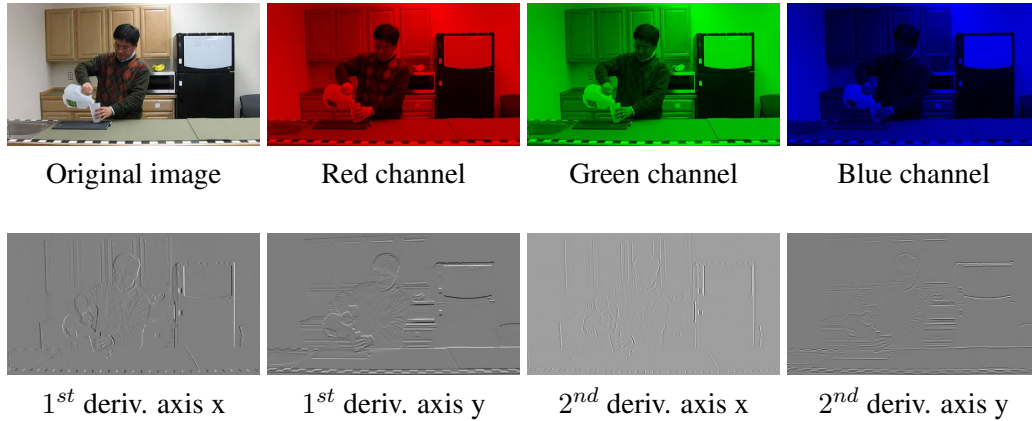 Original image Red channel Green channel Blue channel
1st deriv. axis x 1st deriv. axis y 2nd deriv. axis x 2nd deriv. axis y